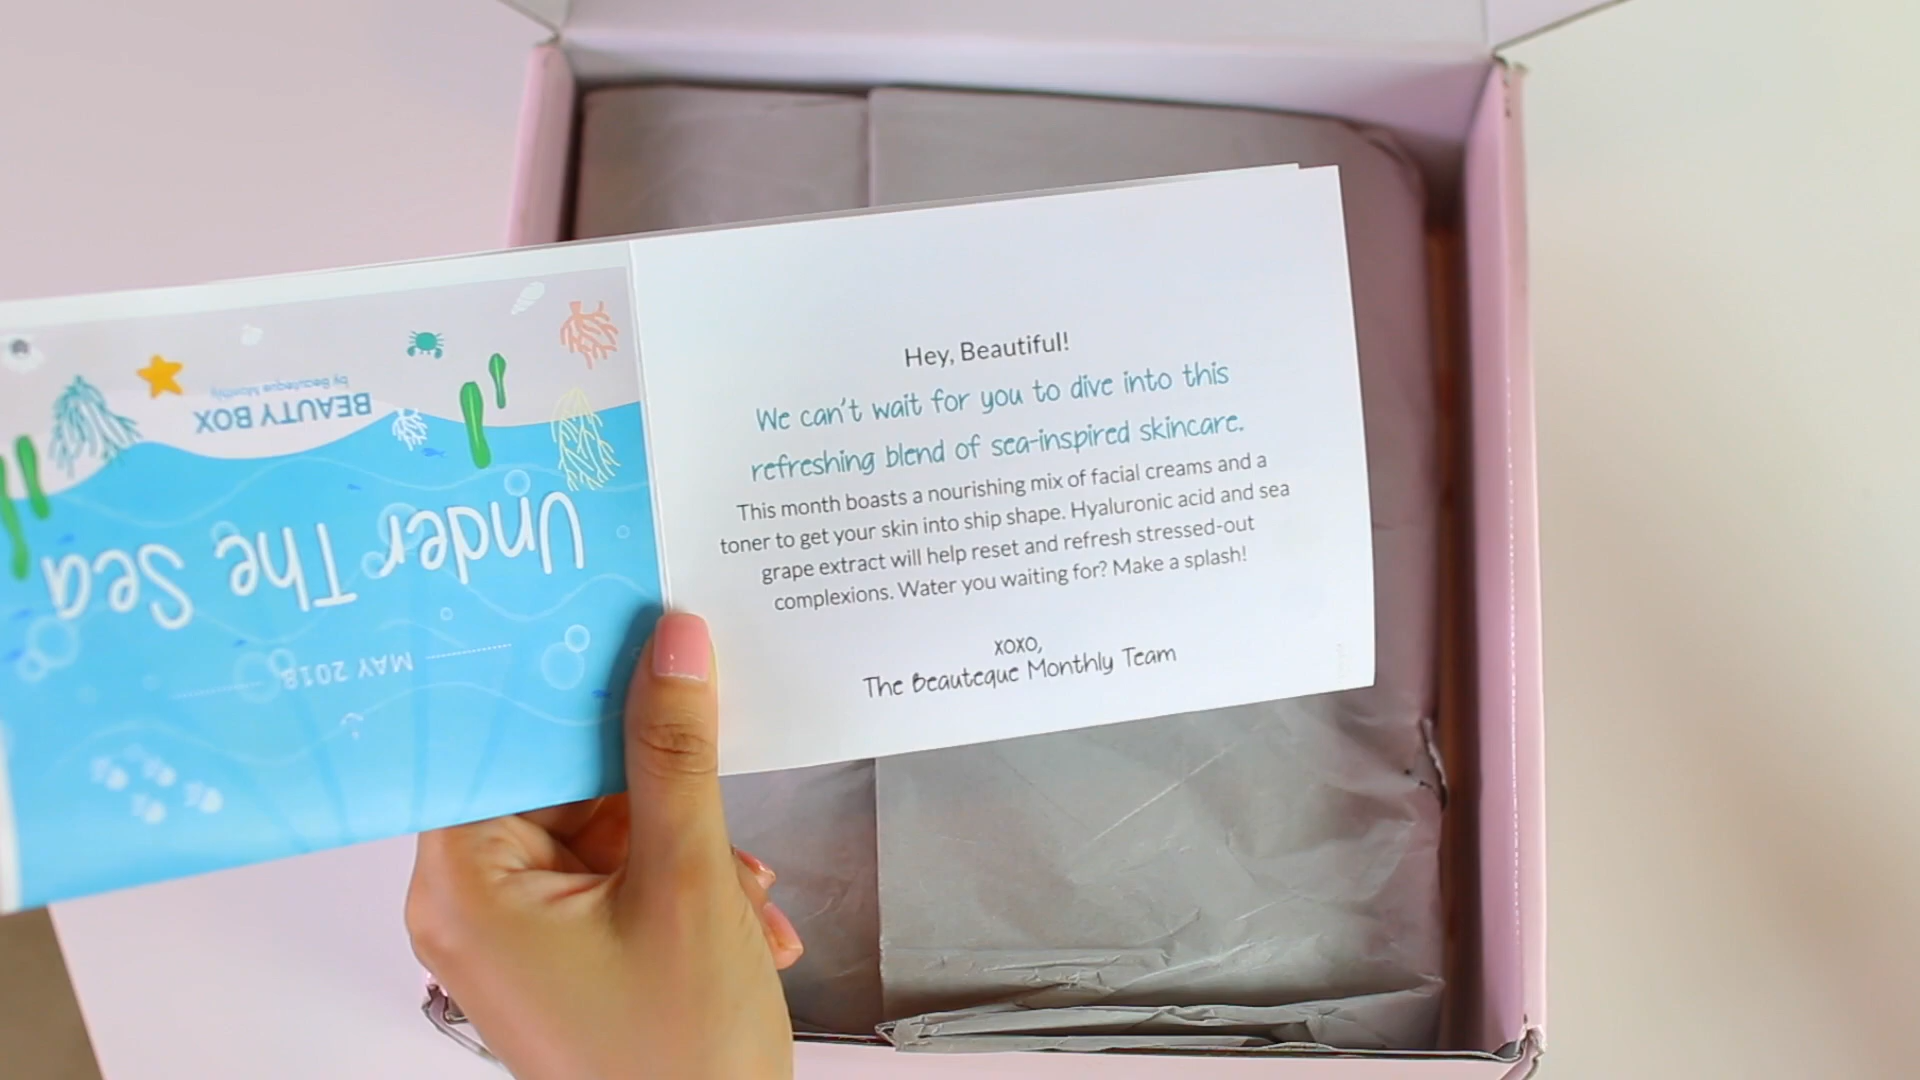 Hey, Beautiful!
We can't wait for you to dive into this
refreshing blend of sea-inspired skincare.
This month boasts a nourishing mix of facial creams and a
toner to get your skin into ship shape. Hyaluronic acid and sea
grape extract will help reset and refresh stressed-out
complexions. Water you waiting for? Make a splash!
XOXO,
The Beauteque Monthly Team
MAY 2018
Under The Sea
BEAUTY BOX
by Beauteque Monthly